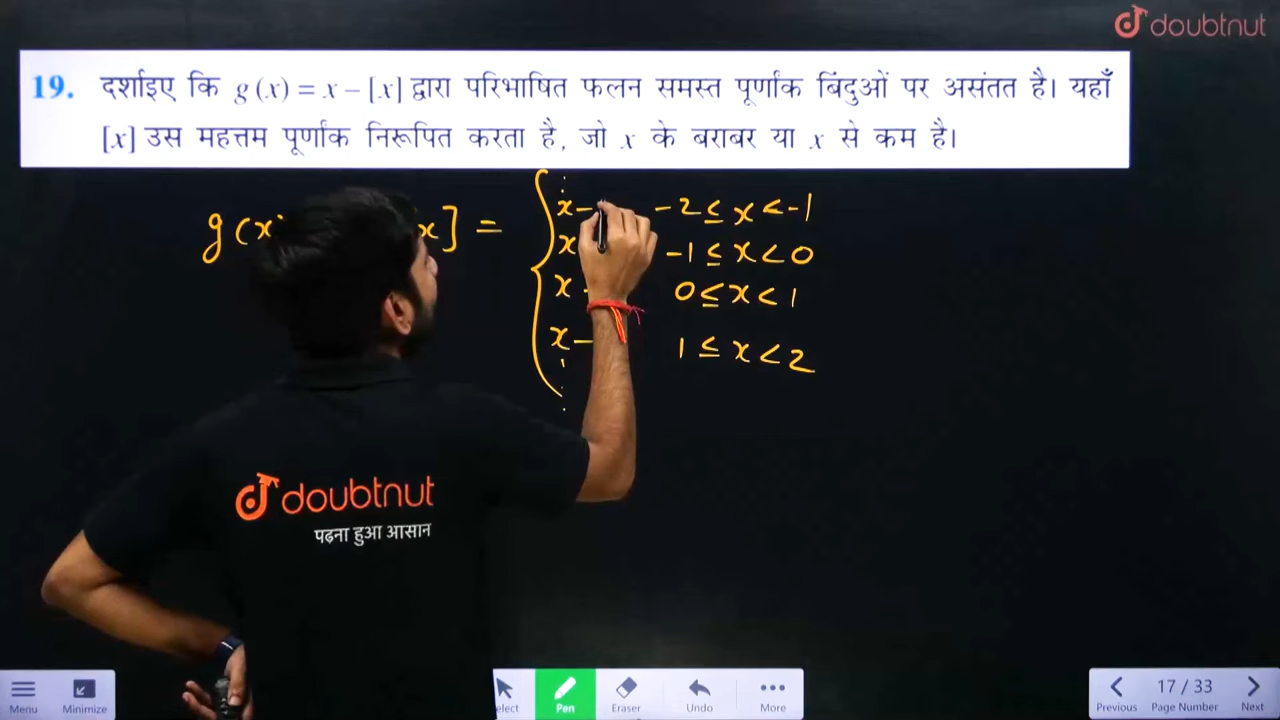 doubtnut
19. दर्शाइए कि g (x) = x – [x] द्वारा परिभाषित फलन समस्त पूर्णांक बिंदुओं पर असंतत है। यहाँ
[x] उस महत्तम पूर्णांक निरूपित करता है, जो x के बराबर या x से कम है।
g(x) x] =
x- -2 ≤ x < -1
x -1 ≤ x < 0
x - 0 ≤ x < 1
x- 1 ≤ x < 2
doubtnut
पढ़ना हुआ आसान
Menu
Minimize
Pen
Eraser
Undo
More
Previous
17 / 33
Page Number
Next